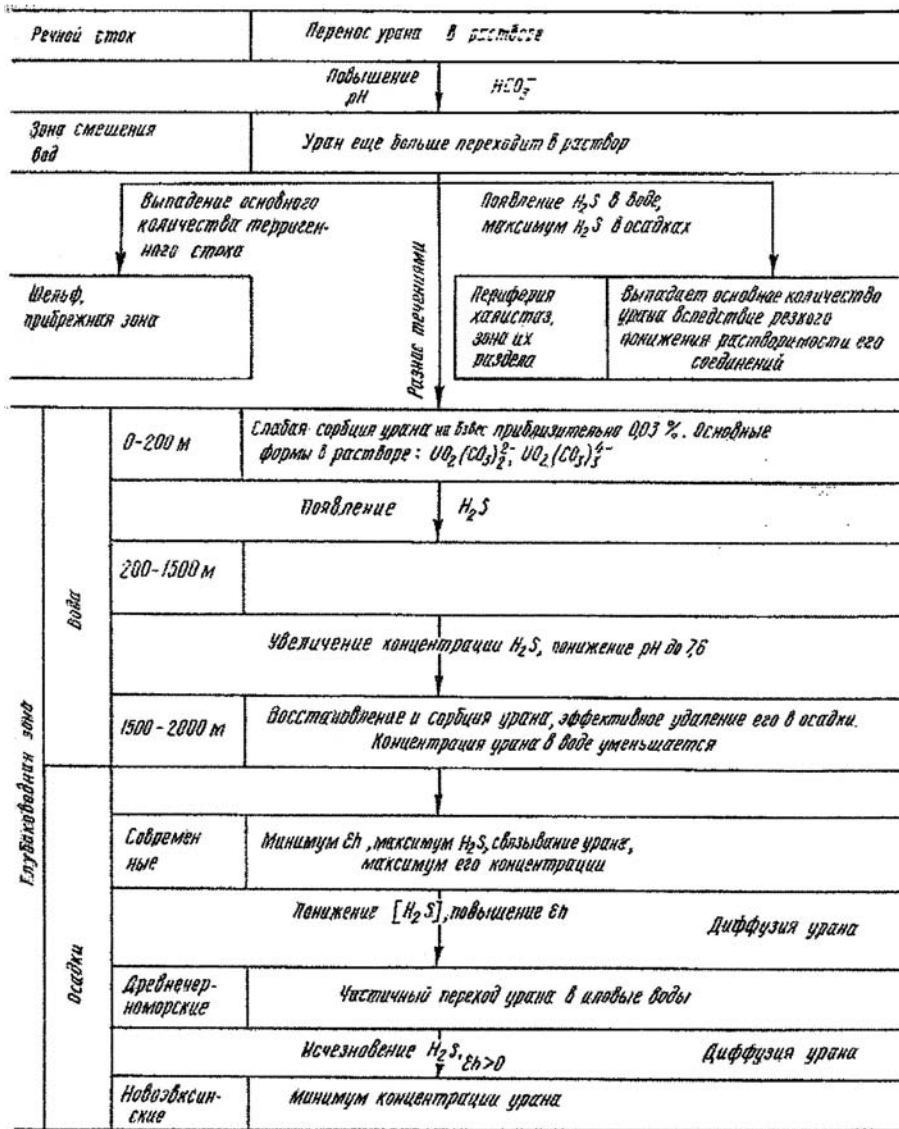 Речной сток
Перенос урана в растворе
Повышение
pH
HCO₃⁻
Зона смешения
вод
Уран еще больше переходит в раствор
Выпадение основного
количества терриген-
ного стока
Появление H₂S в воде,
максимум H₂S в осадках
Разнос течениями
Шельф,
прибрежная зона
Периферия
халистаз,
зона их
раздела
Выпадает основное количество
урана вследствие резкого
понижения растворимости его
соединений
Глубоководная зона
Вода
0-200 м
Слабая сорбция урана на взвес приблизительно 0,03 %. Основные
формы в растворе: UO₂(CO₃)₂²⁻, UO₂(CO₃)₃⁴⁻
Появление H₂S
200-1500 м
Увеличение концентрации H₂S, понижение pH до 7,6
1500-2000 м
Восстановление и сорбция урана, эффективное удаление его в осадки.
Концентрация урана в воде уменьшается
Осадки
Современ
ные
Минимум Eh, максимум H₂S, связывание урана,
максимум его концентрации
Понижение [H₂S], повышение Eh
Диффузия урана
Древнечер-
номорские
Частичный переход урана в иловые воды
Исчезновение H₂S, Eh>0
Диффузия урана
Новоэвксин-
ские
минимум концентрации урана